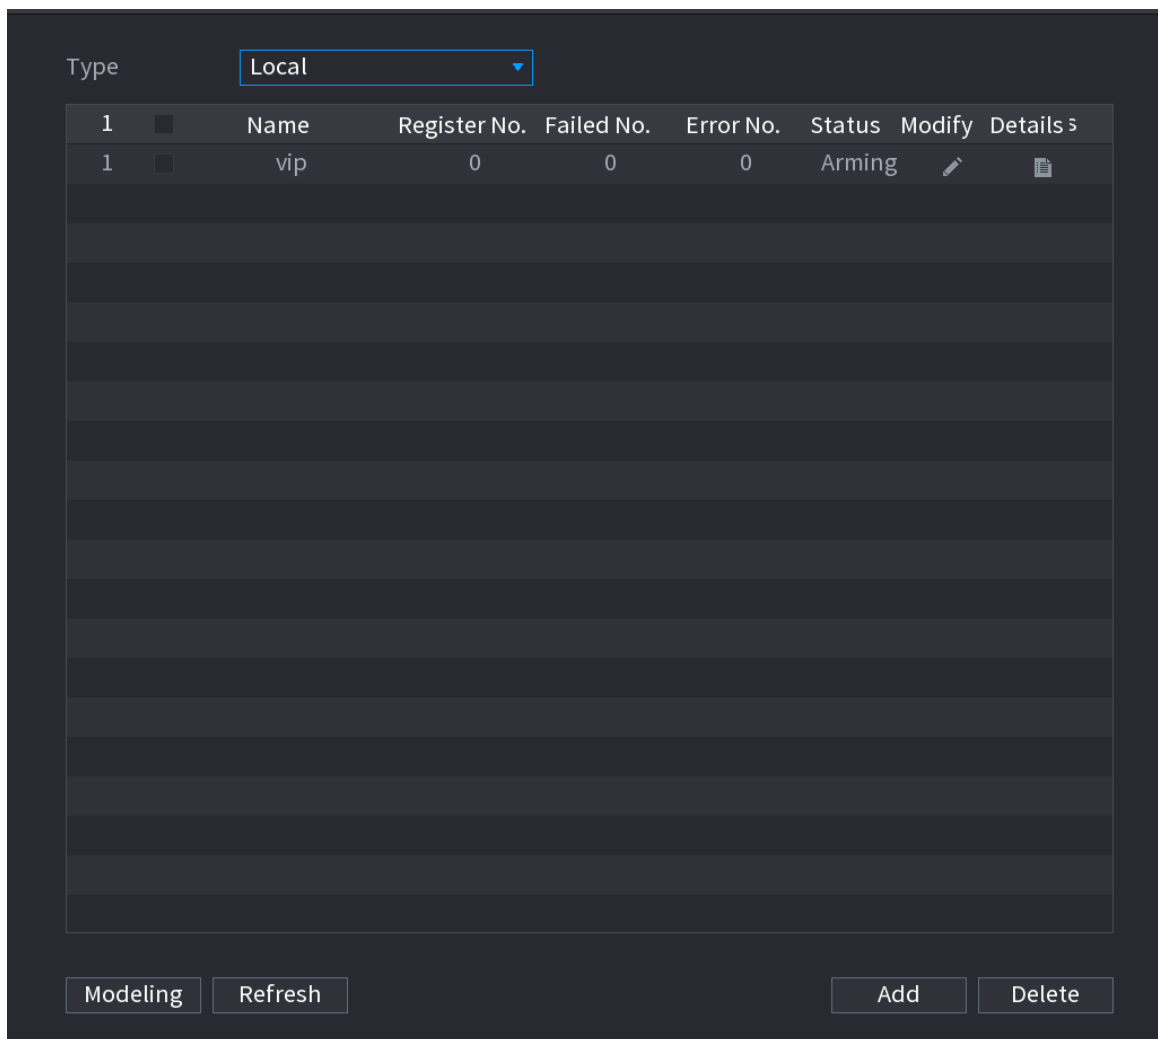 Type Local
1 Name Register No. Failed No. Error No. Status Modify Details s
1 vip 0 0 0 Arming
Modeling Refresh Add Delete